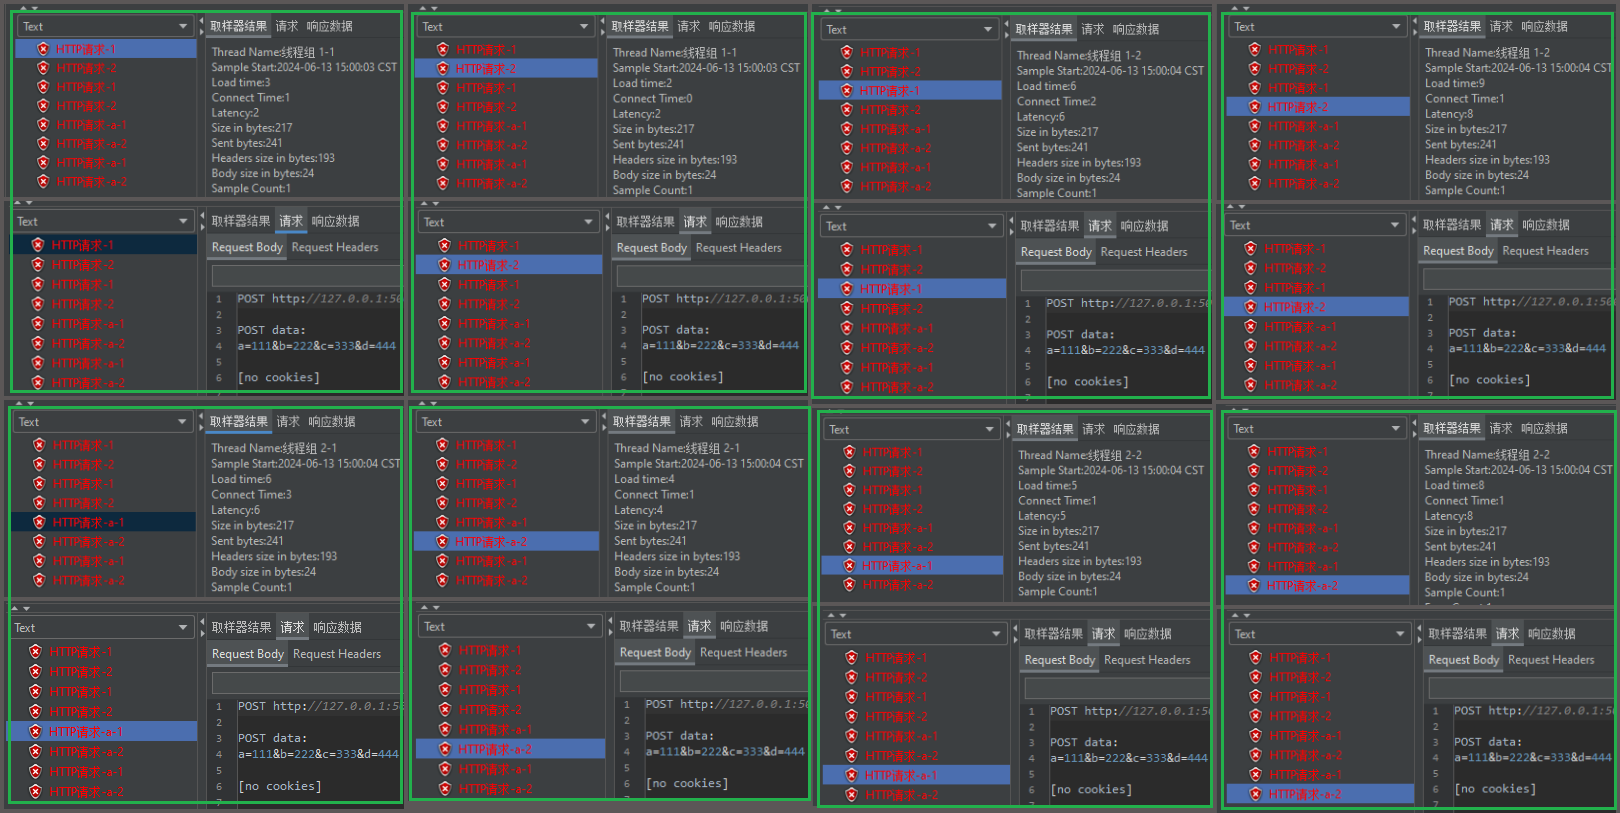 Text
取样器结果 请求 响应数据
HTTP请求-1
HTTP请求-2
HTTP请求-1
HTTP请求-2
HTTP请求-a-1
HTTP请求-a-2
HTTP请求-a-1
HTTP请求-a-2
Thread Name:线程组 1-1
Sample Start:2024-06-13 15:00:03 CST
Load time:3
Connect Time:1
Latency:2
Size in bytes:217
Sent bytes:241
Headers size in bytes:193
Body size in bytes:24
Sample Count:1
Text
取样器结果 请求 响应数据
Request Body Request Headers
HTTP请求-1
HTTP请求-2
HTTP请求-1
HTTP请求-2
HTTP请求-a-1
HTTP请求-a-2
HTTP请求-a-1
HTTP请求-a-2
1 POST http://127.0.0.1:50
2
3 POST data:
4 a=111&b=222&c=333&d=444
5
6 [no cookies]
Text
取样器结果 请求 响应数据
HTTP请求-1
HTTP请求-2
HTTP请求-1
HTTP请求-2
HTTP请求-a-1
HTTP请求-a-2
HTTP请求-a-1
HTTP请求-a-2
Thread Name:线程组 1-1
Sample Start:2024-06-13 15:00:03 CST
Load time:2
Connect Time:0
Latency:2
Size in bytes:217
Sent bytes:241
Headers size in bytes:193
Body size in bytes:24
Sample Count:1
Text
取样器结果 请求 响应数据
Request Body Request Headers
HTTP请求-1
HTTP请求-2
HTTP请求-1
HTTP请求-2
HTTP请求-a-1
HTTP请求-a-2
HTTP请求-a-1
HTTP请求-a-2
1 POST http://127.0.0.1:50
2
3 POST data:
4 a=111&b=222&c=333&d=444
5
6 [no cookies]
Text
取样器结果 请求 响应数据
HTTP请求-1
HTTP请求-2
HTTP请求-1
HTTP请求-2
HTTP请求-a-1
HTTP请求-a-2
HTTP请求-a-1
HTTP请求-a-2
Thread Name:线程组 1-2
Sample Start:2024-06-13 15:00:04 CST
Load time:6
Connect Time:2
Latency:6
Size in bytes:217
Sent bytes:241
Headers size in bytes:193
Body size in bytes:24
Sample Count:1
Text
取样器结果 请求 响应数据
Request Body Request Headers
HTTP请求-1
HTTP请求-2
HTTP请求-1
HTTP请求-2
HTTP请求-a-1
HTTP请求-a-2
HTTP请求-a-1
HTTP请求-a-2
1 POST http://127.0.0.1:50
2
3 POST data:
4 a=111&b=222&c=333&d=444
5
6 [no cookies]
Text
取样器结果 请求 响应数据
HTTP请求-1
HTTP请求-2
HTTP请求-1
HTTP请求-2
HTTP请求-a-1
HTTP请求-a-2
HTTP请求-a-1
HTTP请求-a-2
Thread Name:线程组 1-2
Sample Start:2024-06-13 15:00:04 CST
Load time:9
Connect Time:1
Latency:8
Size in bytes:217
Sent bytes:241
Headers size in bytes:193
Body size in bytes:24
Sample Count:1
Text
取样器结果 请求 响应数据
Request Body Request Headers
HTTP请求-1
HTTP请求-2
HTTP请求-1
HTTP请求-2
HTTP请求-a-1
HTTP请求-a-2
HTTP请求-a-1
HTTP请求-a-2
1 POST http://127.0.0.1:50
2
3 POST data:
4 a=111&b=222&c=333&d=444
5
6 [no cookies]
Text
取样器结果 请求 响应数据
HTTP请求-1
HTTP请求-2
HTTP请求-1
HTTP请求-2
HTTP请求-a-1
HTTP请求-a-2
HTTP请求-a-1
HTTP请求-a-2
Thread Name:线程组 2-1
Sample Start:2024-06-13 15:00:04 CST
Load time:6
Connect Time:3
Latency:6
Size in bytes:217
Sent bytes:241
Headers size in bytes:193
Body size in bytes:24
Sample Count:1
Text
取样器结果 请求 响应数据
Request Body Request Headers
HTTP请求-1
HTTP请求-2
HTTP请求-1
HTTP请求-2
HTTP请求-a-1
HTTP请求-a-2
HTTP请求-a-1
HTTP请求-a-2
1 POST http://127.0.0.1:50
2
3 POST data:
4 a=111&b=222&c=333&d=444
5
6 [no cookies]
Text
取样器结果 请求 响应数据
HTTP请求-1
HTTP请求-2
HTTP请求-1
HTTP请求-2
HTTP请求-a-1
HTTP请求-a-2
HTTP请求-a-1
HTTP请求-a-2
Thread Name:线程组 2-1
Sample Start:2024-06-13 15:00:04 CST
Load time:4
Connect Time:1
Latency:4
Size in bytes:217
Sent bytes:241
Headers size in bytes:193
Body size in bytes:24
Sample Count:1
Text
取样器结果 请求 响应数据
Request Body Request Headers
HTTP请求-1
HTTP请求-2
HTTP请求-1
HTTP请求-2
HTTP请求-a-1
HTTP请求-a-2
HTTP请求-a-1
HTTP请求-a-2
1 POST http://127.0.0.1:50
2
3 POST data:
4 a=111&b=222&c=333&d=444
5
6 [no cookies]
Text
取样器结果 请求 响应数据
HTTP请求-1
HTTP请求-2
HTTP请求-1
HTTP请求-2
HTTP请求-a-1
HTTP请求-a-2
HTTP请求-a-1
HTTP请求-a-2
Thread Name:线程组 2-2
Sample Start:2024-06-13 15:00:04 CST
Load time:5
Connect Time:1
Latency:5
Size in bytes:217
Sent bytes:241
Headers size in bytes:193
Body size in bytes:24
Sample Count:1
Text
取样器结果 请求 响应数据
Request Body Request Headers
HTTP请求-1
HTTP请求-2
HTTP请求-1
HTTP请求-2
HTTP请求-a-1
HTTP请求-a-2
HTTP请求-a-1
HTTP请求-a-2
1 POST http://127.0.0.1:50
2
3 POST data:
4 a=111&b=222&c=333&d=444
5
6 [no cookies]
Text
取样器结果 请求 响应数据
HTTP请求-1
HTTP请求-2
HTTP请求-1
HTTP请求-2
HTTP请求-a-1
HTTP请求-a-2
HTTP请求-a-1
HTTP请求-a-2
Thread Name:线程组 2-2
Sample Start:2024-06-13 15:00:04 CST
Load time:8
Connect Time:1
Latency:8
Size in bytes:217
Sent bytes:241
Headers size in bytes:193
Body size in bytes:24
Sample Count:1
Text
取样器结果 请求 响应数据
Request Body Request Headers
HTTP请求-1
HTTP请求-2
HTTP请求-1
HTTP请求-2
HTTP请求-a-1
HTTP请求-a-2
HTTP请求-a-1
HTTP请求-a-2
1 POST http://127.0.0.1:50
2
3 POST data:
4 a=111&b=222&c=333&d=444
5
6 [no cookies]